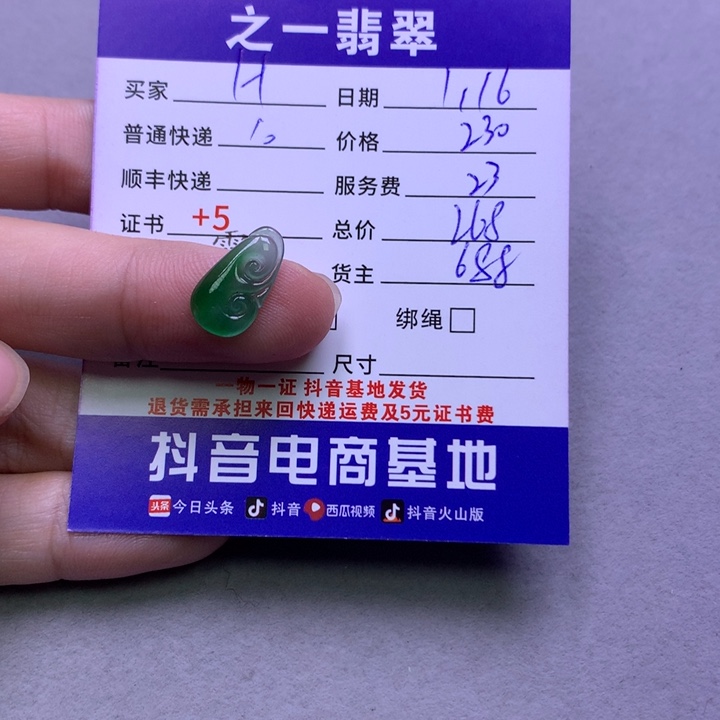 之一翡翠
买家 H 日期 1,16
普通快递 10 价格 230
顺丰快递 服务费 23
证书 +5 总价 268
货主 688
绑绳
尺寸
一物一证 抖音基地发货
退货需承担来回快递运费及5元证书费
抖音电商基地
头条 今日头条 抖音 西瓜视频 抖音火山版